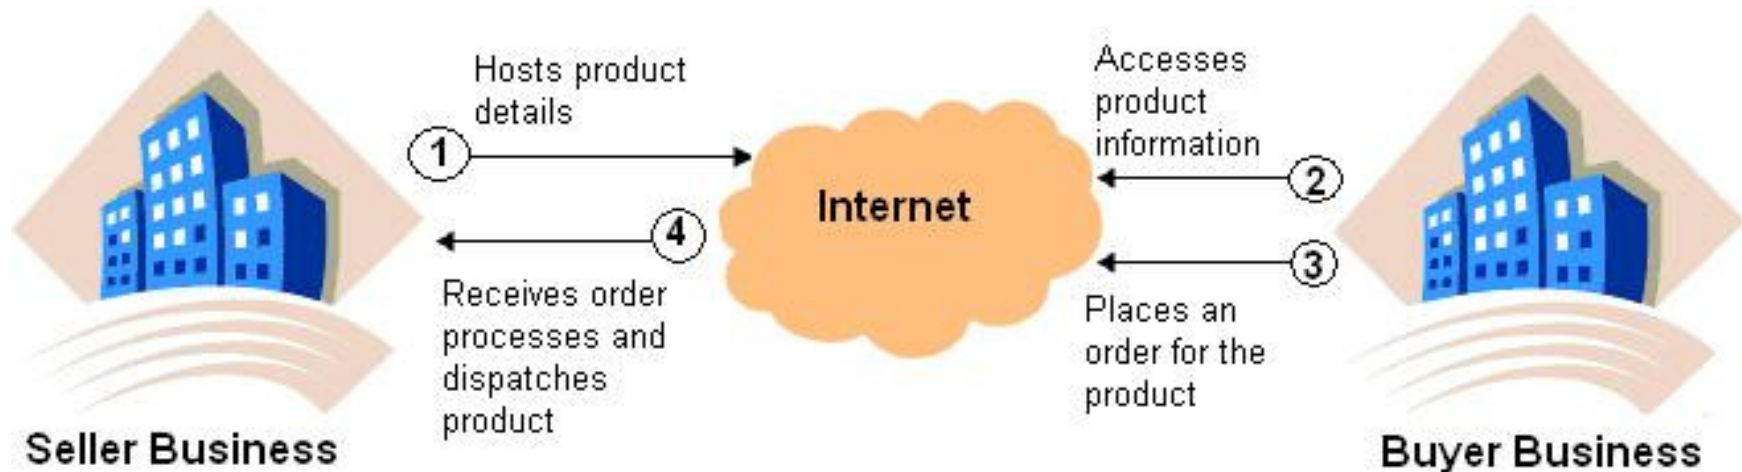 Hosts product
details
1
Accesses
product
information
2
Internet
4
Receives order
processes and
dispatches
product
3
Places an
order for the
product
Seller Business
Buyer Business